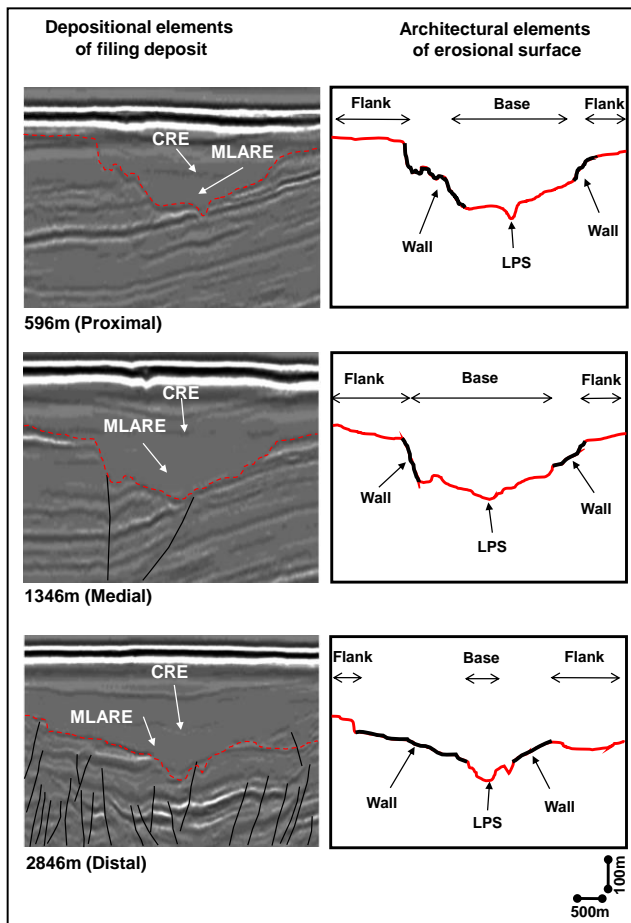 Depositional elements
of filing deposit
Architectural elements
of erosional surface
CRE
MLARE
596m (Proximal)
Flank
Base
Flank
Wall
LPS
Wall
CRE
MLARE
1346m (Medial)
Flank
Base
Flank
Wall
LPS
Wall
CRE
MLARE
2846m (Distal)
Flank
Base
Flank
Wall
LPS
Wall
100m
500m